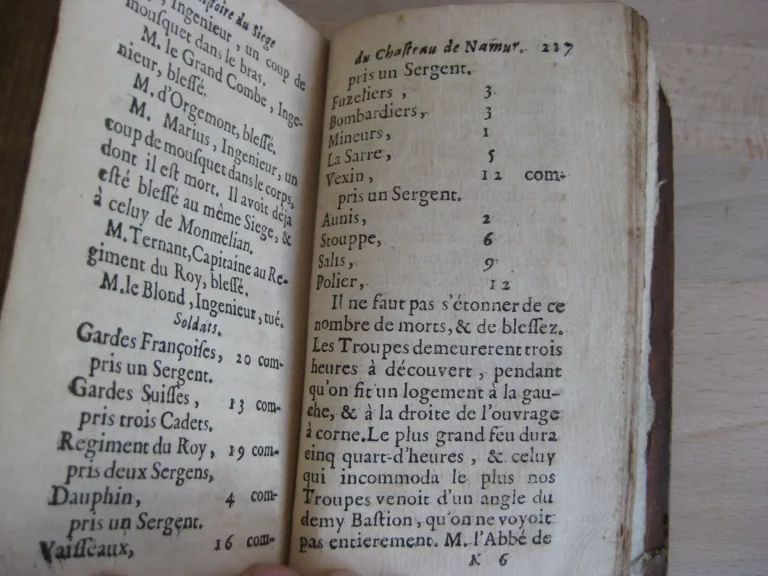 Histoire du Siege
, Ingenieur, un coup de
mousquet dans le bras.
M. le Grand Combe, Inge-
nieur, blessé.
M. d'Orgemont, blessé.
M. Marius, Ingenieur, un
coup de mousquet dans le corps,
dont il est mort. Il avoit déja
esté blessé au même Siege, &
à celuy de Monmelian.
M. Ternant, Capitaine au Re-
giment du Roy, blessé.
M. le Blond, Ingenieur, tué.
Soldats.
Gardes Françoises, 20 com-
pris un Sergent.
Gardes Suisses, 13 com-
pris trois Cadets,
Regiment du Roy, 19 com-
pris deux Sergens,
Dauphin, 4 com-
pris un Sergent.
Vaisseaux, 16 com-
du Chasteau de Namur. 227
pris un Sergent.
Fuzeliers, 3
Bombardiers, 3
Mineurs, 1
La Sarre, 5
Vexin, 12 com-
pris un Sergent.
Aunis, 2
Stouppe, 6
Salis, 9
Polier, 12
Il ne faut pas s'étonner de ce
nombre de morts, & de blessez.
Les Troupes demeurerent trois
heures à découvert, pendant
qu'on fit un logement à la gau-
che, & à la droite de l'ouvrage
à corne. Le plus grand feu dura
cinq quart-d'heures, & celuy
qui incommoda le plus nos
Troupes venoit d'un angle du
demy Bastion, qu'on ne voyoit
pas entierement. M. l'Abbé de
K 6